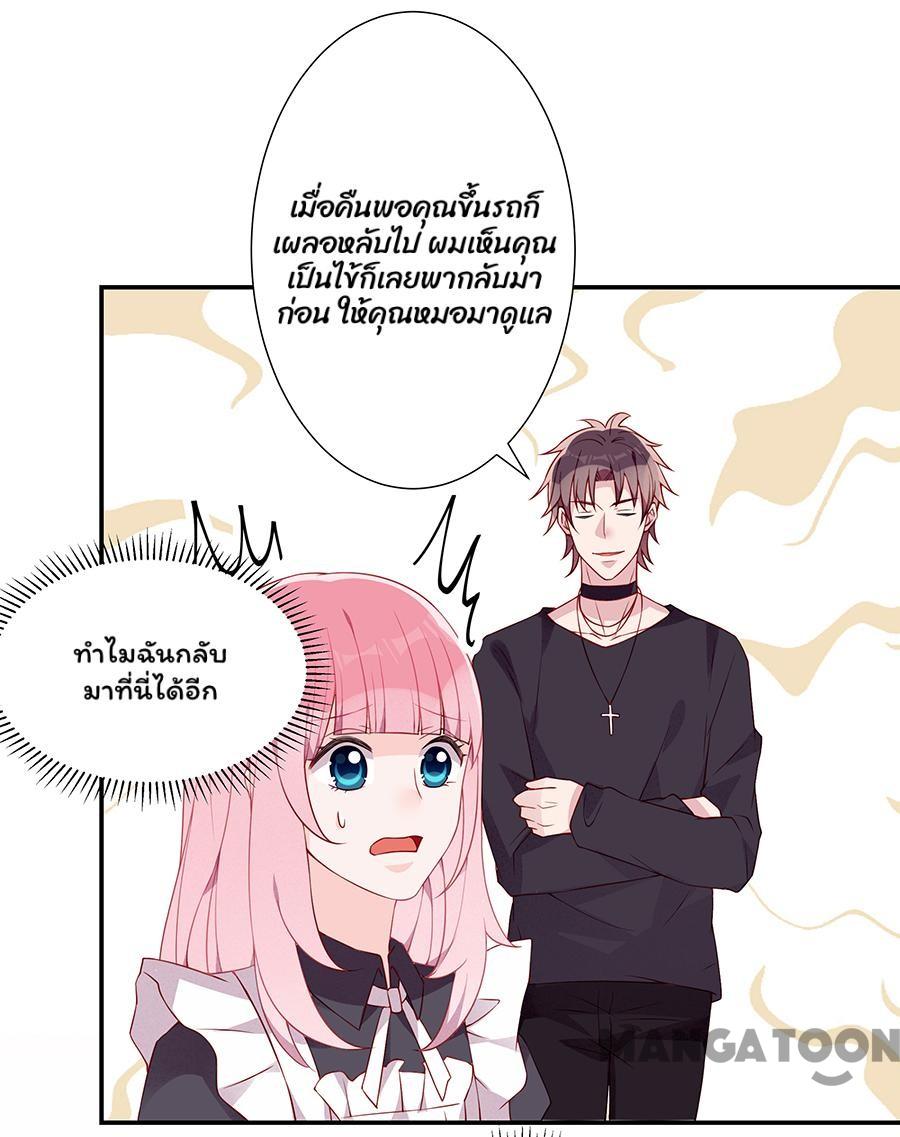 เมื่อคืนพอคุณขึ้นรถก็
เผลอหลับไป ผมเห็นคุณ
เป็นไข้ก็เลยพากลับมา
ก่อน ให้คุณหมอมาดูแล
ทำไมฉันกลับ
มาที่นี่ได้อีก
MANGATOON